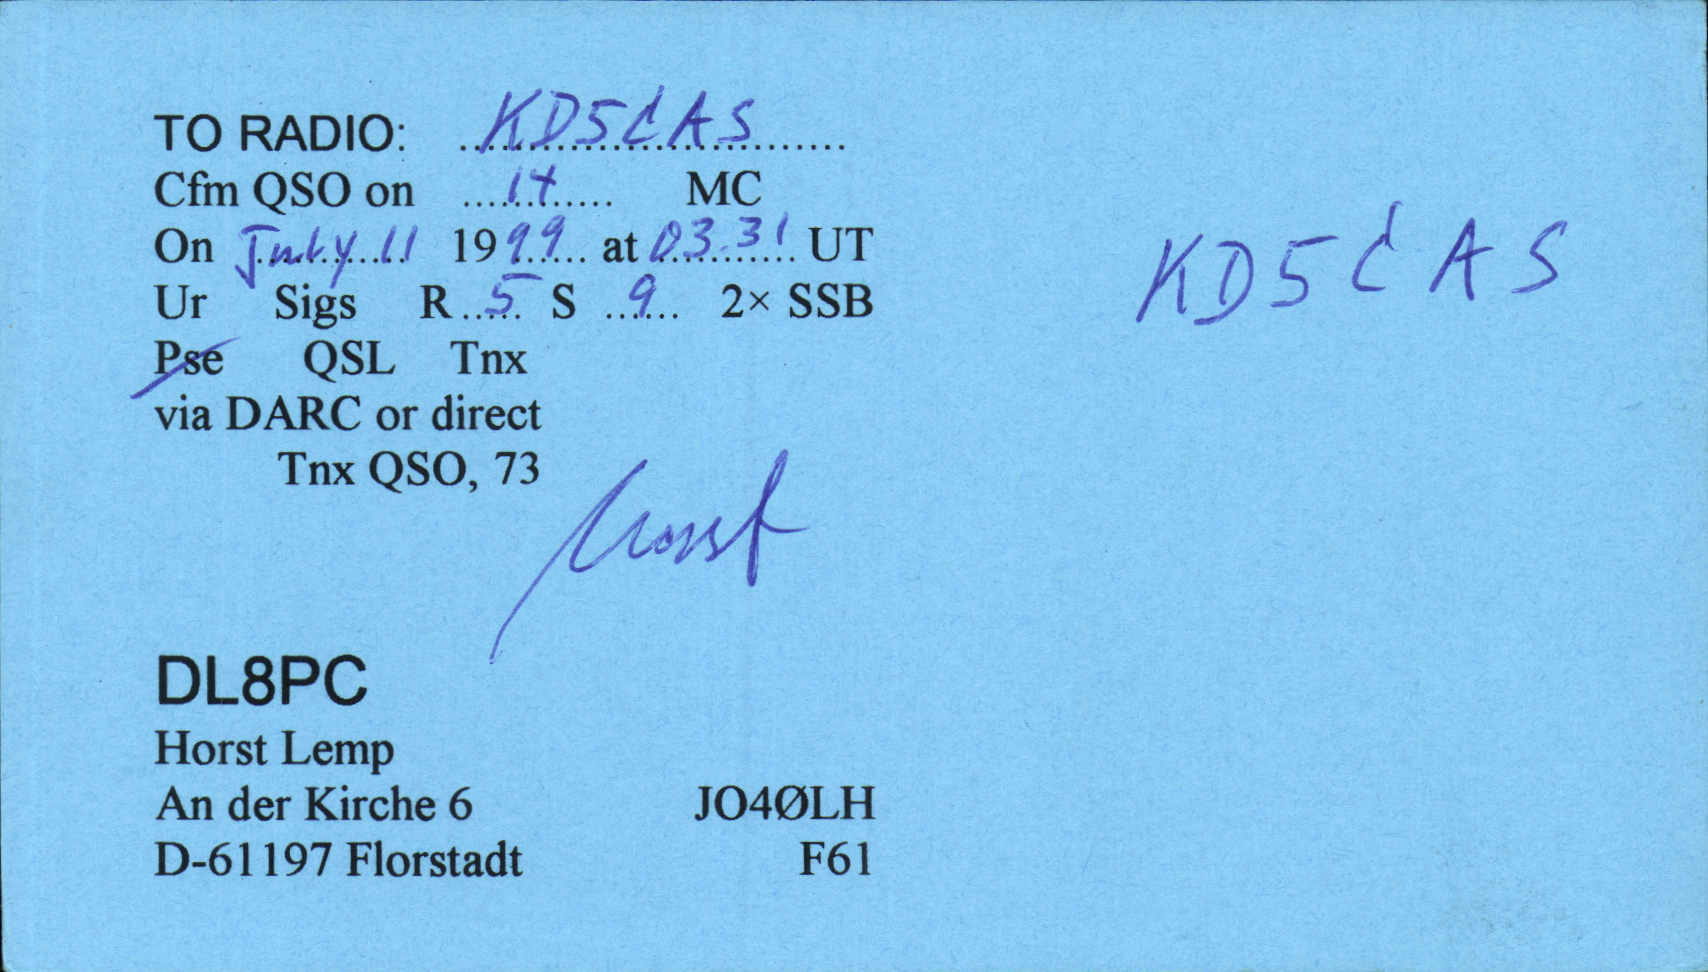 TO RADIO: KD5CAS
Cfm QSO on 14 MC
On July 11 1999 at 03.31 UT
Ur Sigs R 5 S 9 2× SSB
Pse QSL Tnx
via DARC or direct
Tnx QSO, 73
Horst
KD5CAS
DL8PC
Horst Lemp
An der Kirche 6 JO4ØLH
D-61197 Florstadt F61